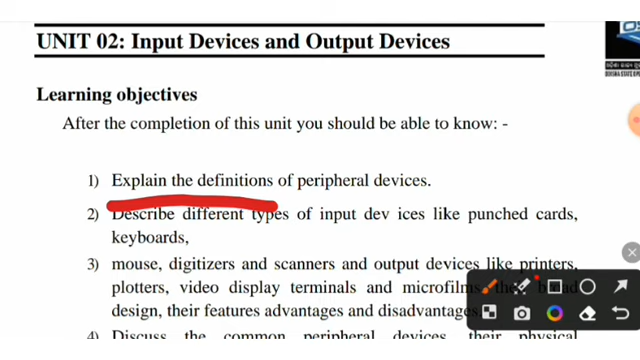 UNIT 02: Input Devices and Output Devices
Learning objectives
After the completion of this unit you should be able to know: -
1) Explain the definitions of peripheral devices.
2) Describe different types of input dev ices like punched cards,
keyboards,
3) mouse, digitizers and scanners and output devices like printers,
plotters, video display terminals and microfilms, the broad
design, their features advantages and disadvantages
4) Discuss the common peripheral devices their physical